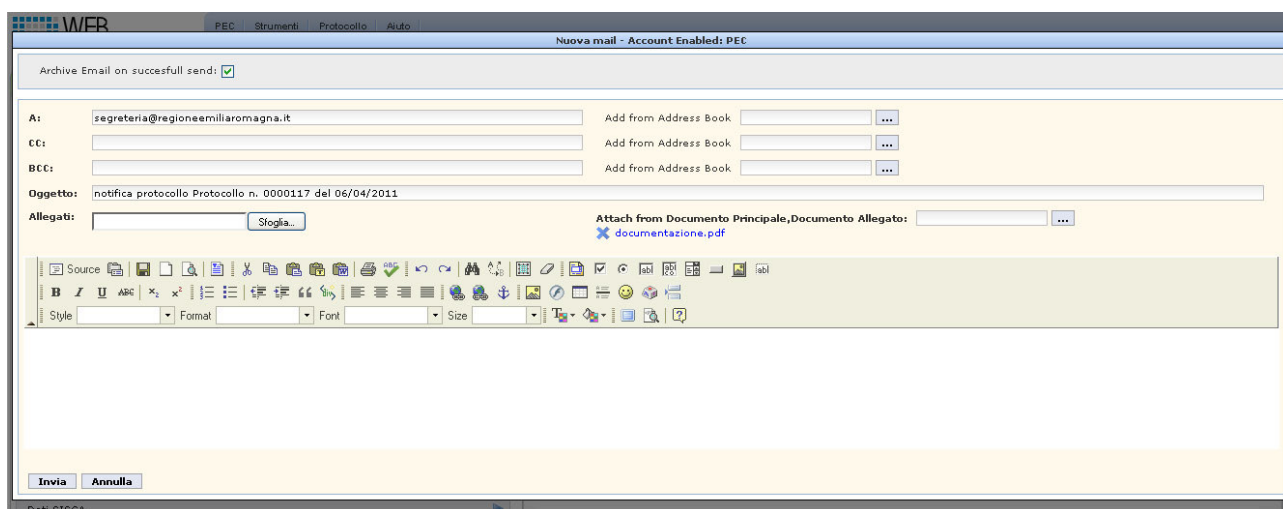 WEB PEC Strumenti Protocollo Aiuto
Nuova mail - Account Enabled: PEC
Archive Email on succesfull send:
A: segreteria@regioneemiliaromagna.it Add from Address Book ...
CC: Add from Address Book ...
BCC: Add from Address Book ...
Oggetto: notifica protocollo Protocollo n. 0000117 del 06/04/2011
Allegati: Sfoglia... Attach from Documento Principale,Documento Allegato: ...
documentazione.pdf
Source
B I U ABC x₂ x²
Style Format Font Size
Invia Annulla